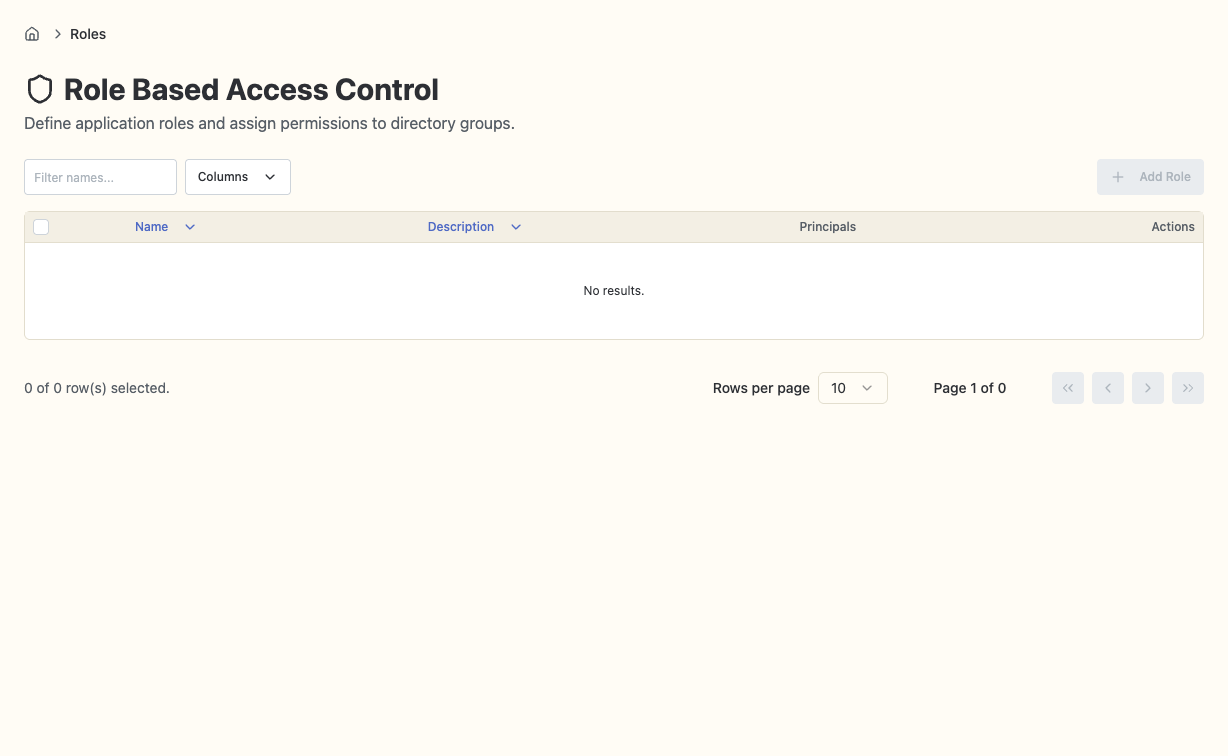 Roles
Role Based Access Control
Define application roles and assign permissions to directory groups.
Filter names... Columns Add Role
Name Description Principals Actions
No results.
0 of 0 row(s) selected. Rows per page 10 Page 1 of 0